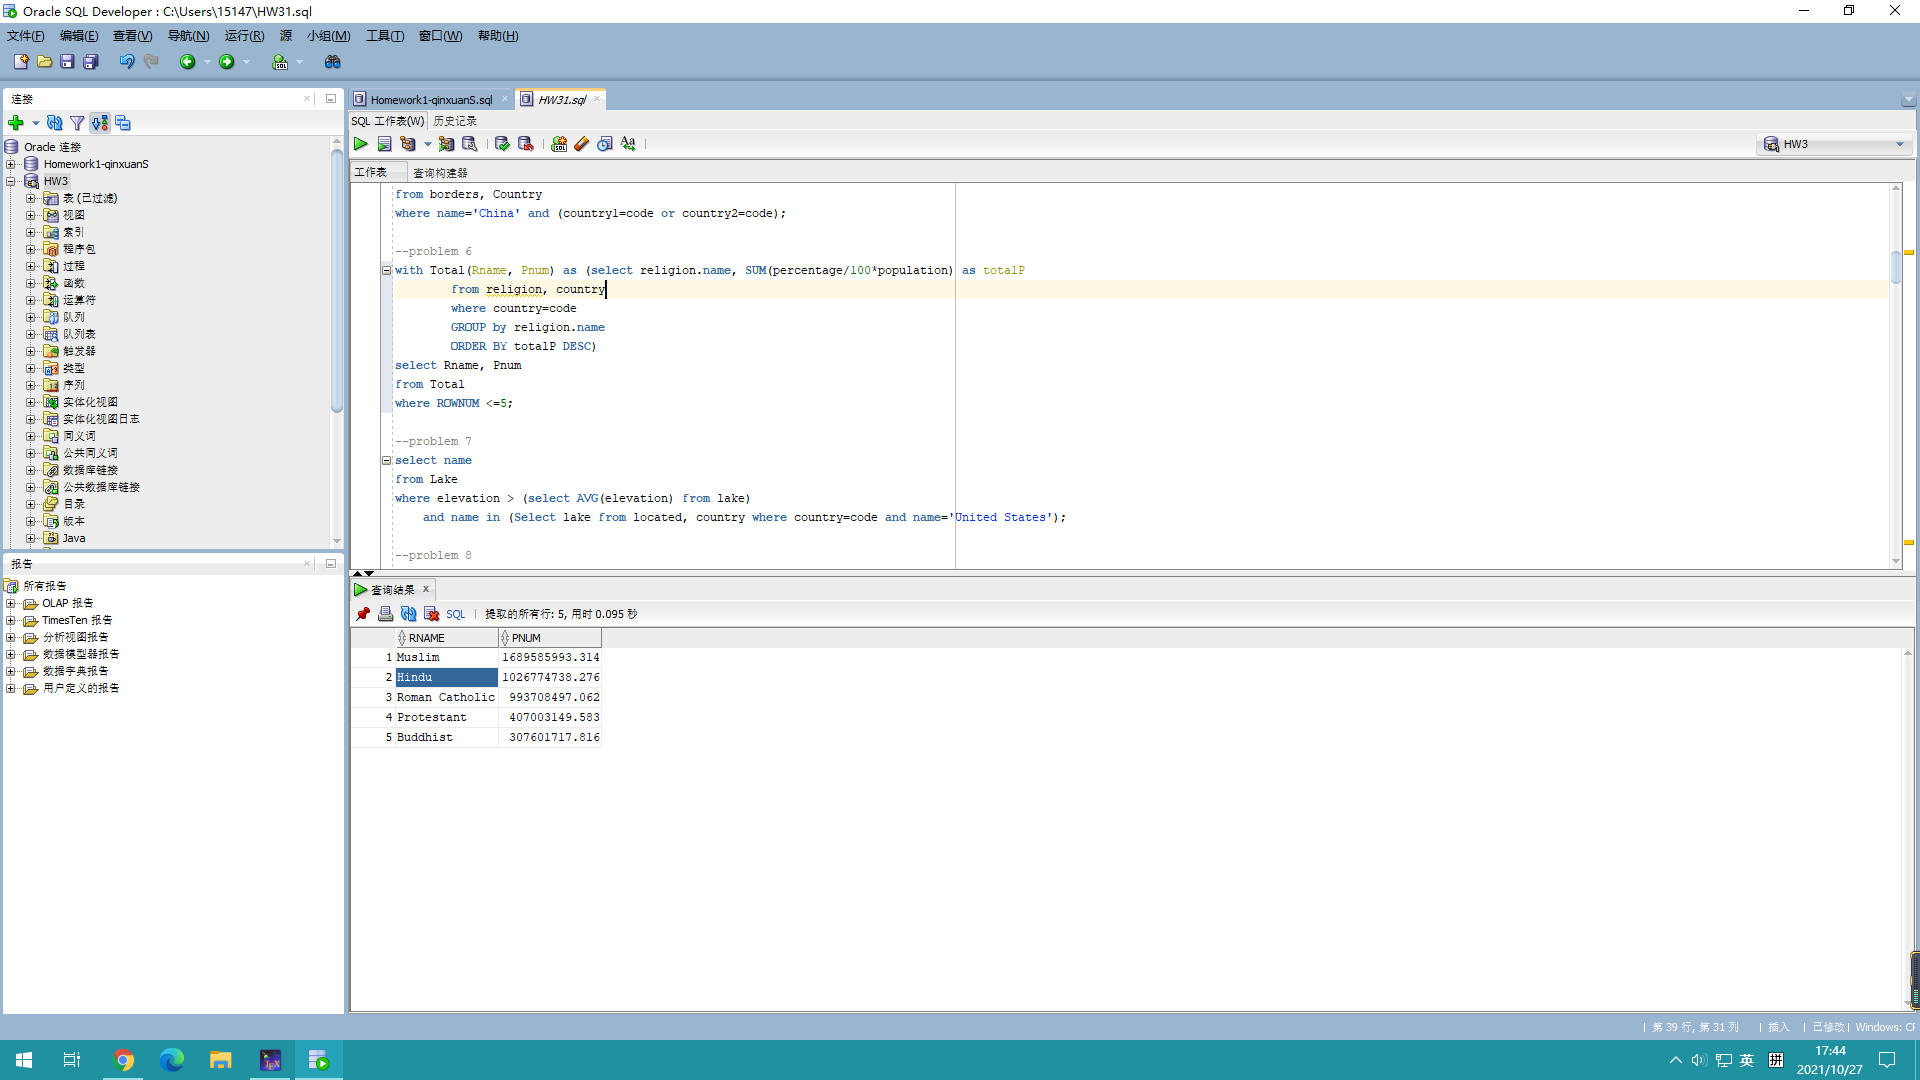 Oracle SQL Developer : C:\Users\15147\HW31.sql
文件(F) 编辑(E) 查看(V) 导航(N) 运行(R) 源 小组(M) 工具(T) 窗口(W) 帮助(H)
连接
Oracle 连接
Homework1-qinxuanS
HW3
表 (已过滤)
视图
索引
程序包
过程
函数
运算符
队列
队列表
触发器
类型
序列
实体化视图
实体化视图日志
同义词
公共同义词
数据库链接
公共数据库链接
目录
版本
Java
报告
所有报告
OLAP 报告
TimesTen 报告
分析视图报告
数据模型器报告
数据字典报告
用户定义的报告
Homework1-qinxuanS.sql HW31.sql
SQL 工作表(W) 历史记录
HW3
工作表 查询构建器
from borders, Country
where name='China' and (country1=code or country2=code);
--problem 6
with Total(Rname, Pnum) as (select religion.name, SUM(percentage/100*population) as totalP
from religion, country
where country=code
GROUP by religion.name
ORDER BY totalP DESC)
select Rname, Pnum
from Total
where ROWNUM <=5;
--problem 7
select name
from Lake
where elevation > (select AVG(elevation) from lake)
and name in (Select lake from located, country where country=code and name='United States');
--problem 8
查询结果
SQL 提取的所有行: 5, 用时 0.095 秒
RNAME PNUM
1 Muslim 1689585993.314
2 Hindu 1026774738.276
3 Roman Catholic 993708497.062
4 Protestant 407003149.583
5 Buddhist 307601717.816
第 39 行, 第 31 列 插入 已修改 Windows: CF
英 拼 17:44
2021/10/27